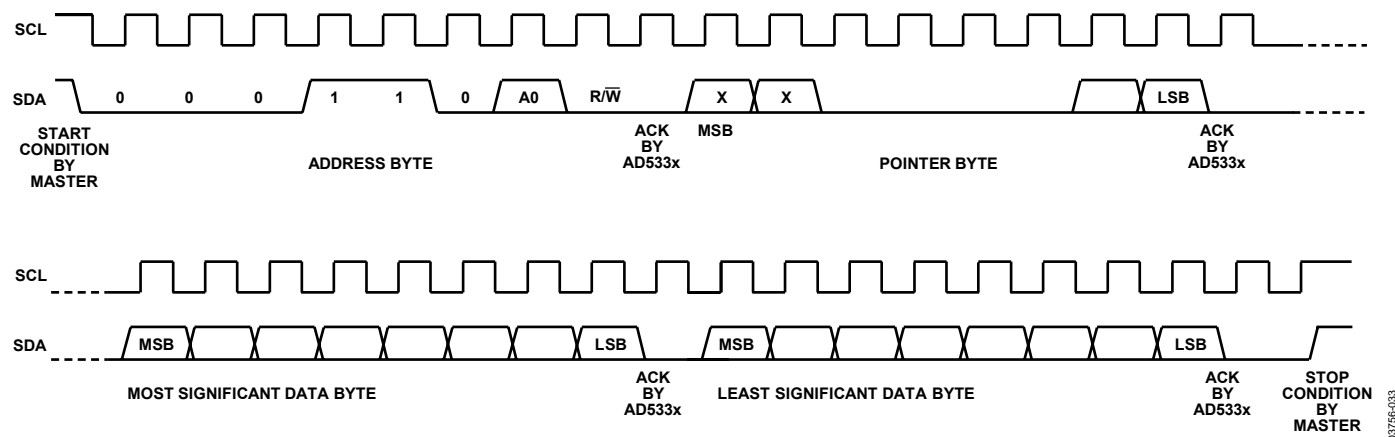 SCL
SDA 0 0 0 1 1 0 A0 R/W̅ X X LSB
START
CONDITION
BY
MASTER
ADDRESS BYTE
ACK
BY
AD533x
MSB
POINTER BYTE
ACK
BY
AD533x
SCL
SDA MSB LSB MSB LSB
MOST SIGNIFICANT DATA BYTE
ACK
BY
AD533x
LEAST SIGNIFICANT DATA BYTE
ACK
BY
AD533x
STOP
CONDITION
BY
MASTER
03756-033